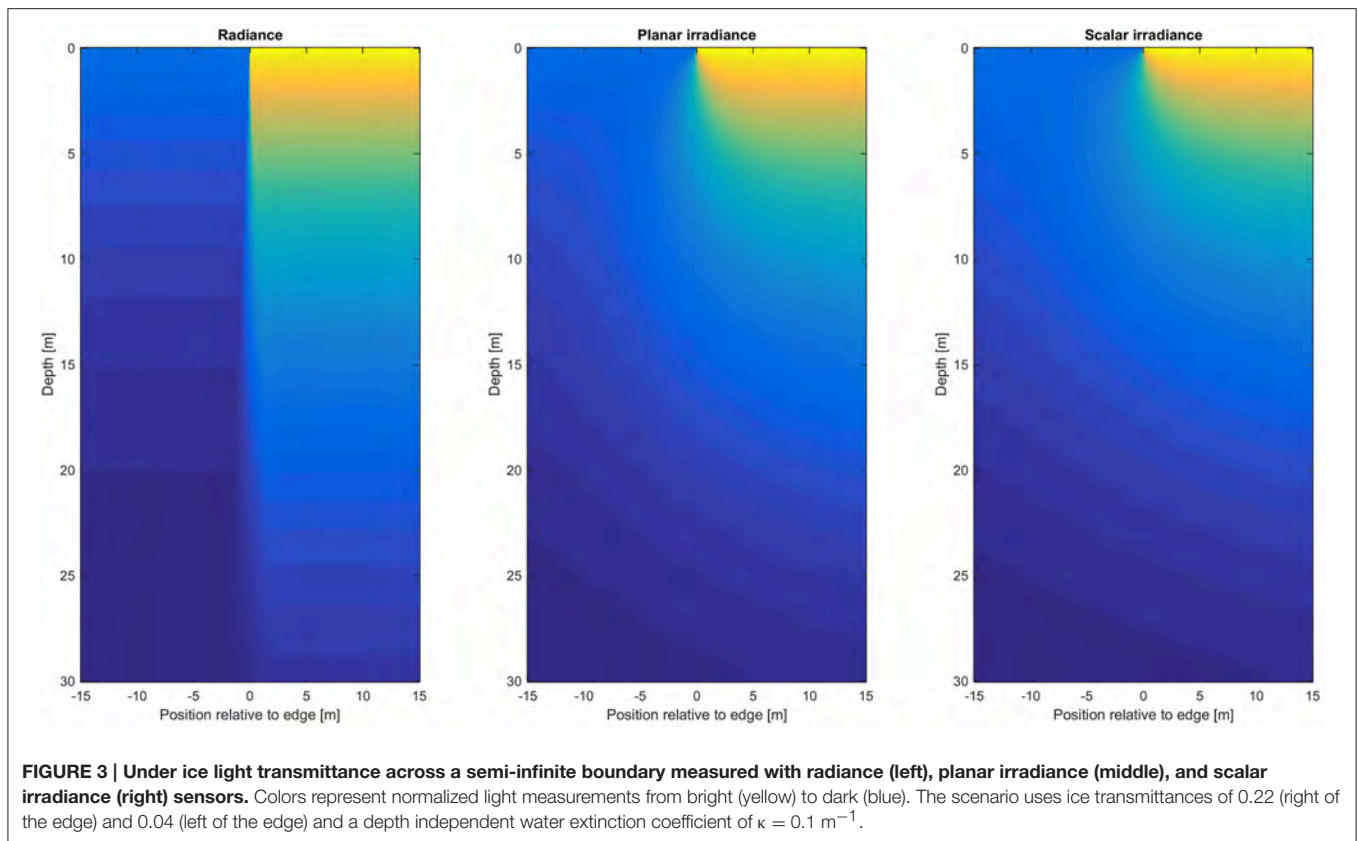 Radiance
0
5
10
15
20
25
30
Depth [m]
-15 -10 -5 0 5 10 15
Position relative to edge [m]
Planar irradiance
0
5
10
15
20
25
30
Depth [m]
-15 -10 -5 0 5 10 15
Position relative to edge [m]
Scalar irradiance
0
5
10
15
20
25
30
Depth [m]
-15 -10 -5 0 5 10 15
Position relative to edge [m]
FIGURE 3 | Under ice light transmittance across a semi-infinite boundary measured with radiance (left), planar irradiance (middle), and scalar
irradiance (right) sensors. Colors represent normalized light measurements from bright (yellow) to dark (blue). The scenario uses ice transmittances of 0.22 (right of
the edge) and 0.04 (left of the edge) and a depth independent water extinction coefficient of κ = 0.1 m⁻¹.